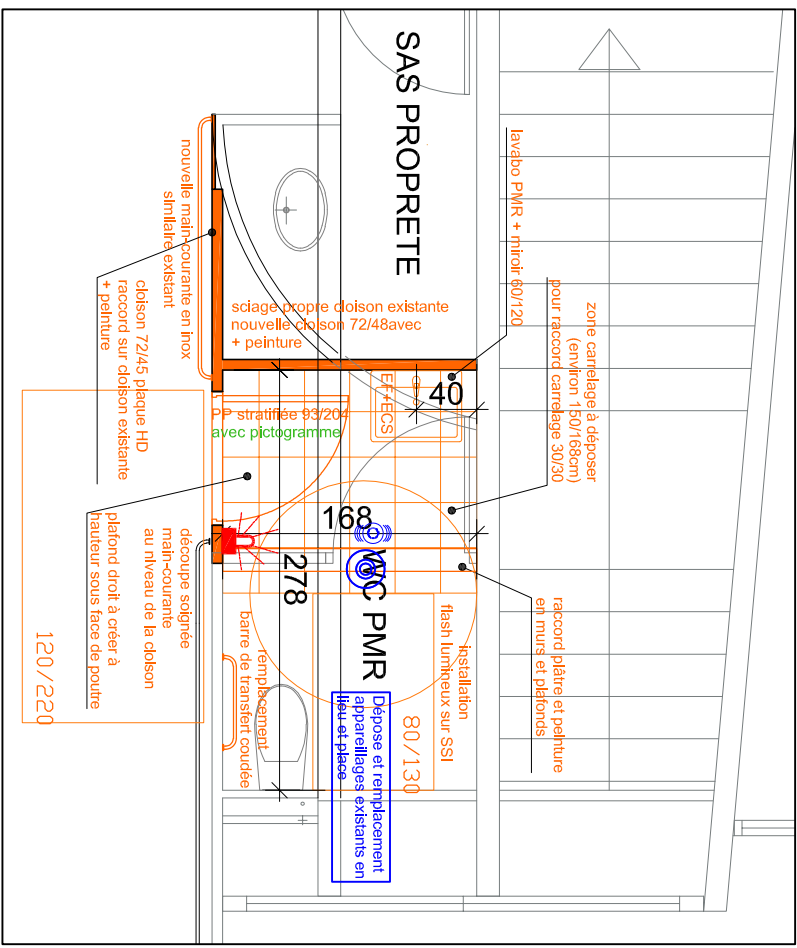 SAS PROPRETE
lavabo PMR + miroir 60/120
zone carrelage à déposer
(environ 150/168cm)
pour raccord carrelage 30/30
nouvelle main-courante en inox
similaire existant
cloison 72/45 plaque HD
raccord sur cloison existante
+ peinture
sciage propre cloison existante
nouvelle cloison 72/48avec
+ peinture
EF+ECS
40
PP stratifiée 93/204
avec pictogramme
168
278
WC PMR
raccord plâtre et peinture
en murs et plafonds
installation
flash lumineux sur SSI
80/130
Dépose et remplacement
appareillages existants en
lieu et place
remplacement
barre de transfert coudée
découpe soignée
main-courante
au niveau de la cloison
plafond droit à créer à
hauteur sous face de poutre
120/220